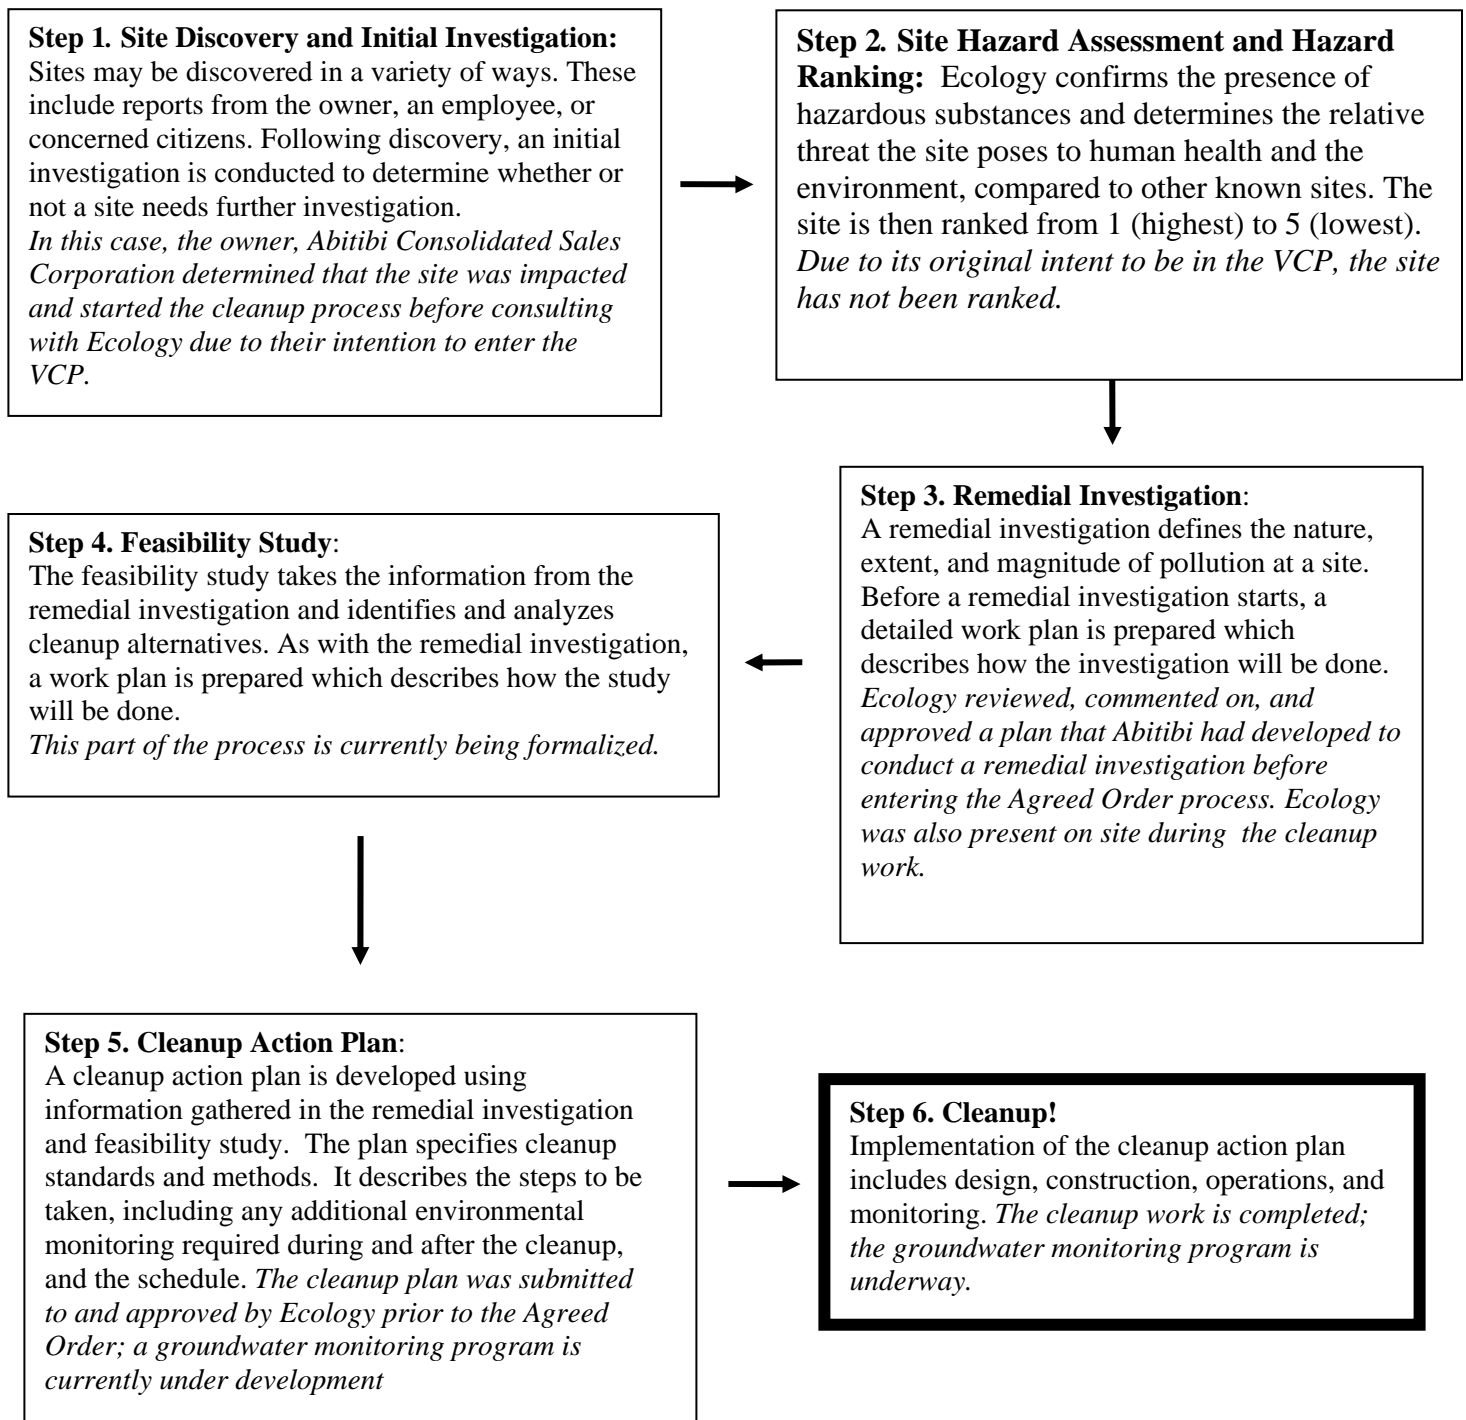 Step 1. Site Discovery and Initial Investigation:
Sites may be discovered in a variety of ways. These
include reports from the owner, an employee, or
concerned citizens. Following discovery, an initial
investigation is conducted to determine whether or
not a site needs further investigation.
In this case, the owner, Abitibi Consolidated Sales
Corporation determined that the site was impacted
and started the cleanup process before consulting
with Ecology due to their intention to enter the
VCP.
Step 2. Site Hazard Assessment and Hazard
Ranking: Ecology confirms the presence of
hazardous substances and determines the relative
threat the site poses to human health and the
environment, compared to other known sites. The
site is then ranked from 1 (highest) to 5 (lowest).
Due to its original intent to be in the VCP, the site
has not been ranked.
Step 3. Remedial Investigation:
A remedial investigation defines the nature,
extent, and magnitude of pollution at a site.
Before a remedial investigation starts, a
detailed work plan is prepared which
describes how the investigation will be done.
Ecology reviewed, commented on, and
approved a plan that Abitibi had developed to
conduct a remedial investigation before
entering the Agreed Order process. Ecology
was also present on site during the cleanup
work.
Step 4. Feasibility Study:
The feasibility study takes the information from the
remedial investigation and identifies and analyzes
cleanup alternatives. As with the remedial investigation,
a work plan is prepared which describes how the study
will be done.
This part of the process is currently being formalized.
Step 5. Cleanup Action Plan:
A cleanup action plan is developed using
information gathered in the remedial investigation
and feasibility study. The plan specifies cleanup
standards and methods. It describes the steps to be
taken, including any additional environmental
monitoring required during and after the cleanup,
and the schedule. The cleanup plan was submitted
to and approved by Ecology prior to the Agreed
Order; a groundwater monitoring program is
currently under development
Step 6. Cleanup!
Implementation of the cleanup action plan
includes design, construction, operations, and
monitoring. The cleanup work is completed;
the groundwater monitoring program is
underway.